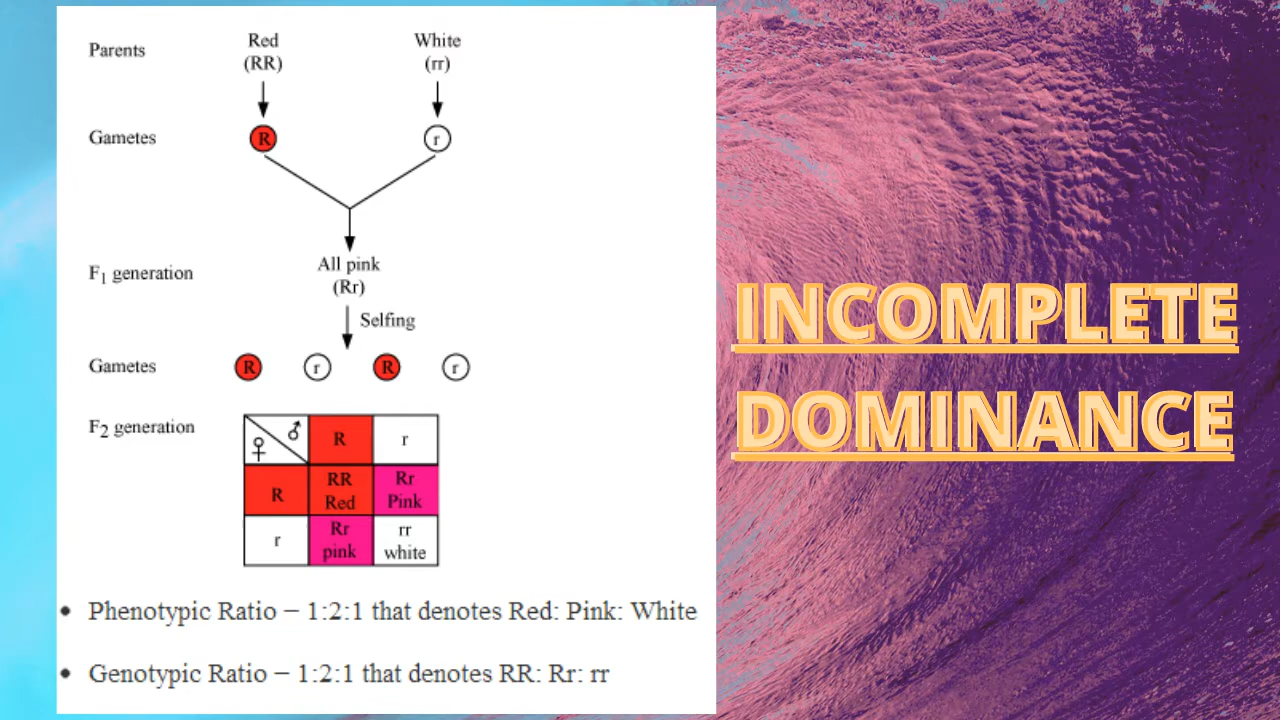 Parents
Red
(RR)
White
(rr)
Gametes
R
r
F1 generation
All pink
(Rr)
Selfing
Gametes
R
r
R
r
F2 generation
♀ ♂ R r
R RR Red Rr Pink
r Rr pink rr white
• Phenotypic Ratio – 1:2:1 that denotes Red: Pink: White
• Genotypic Ratio – 1:2:1 that denotes RR: Rr: rr
INCOMPLETE
DOMINANCE